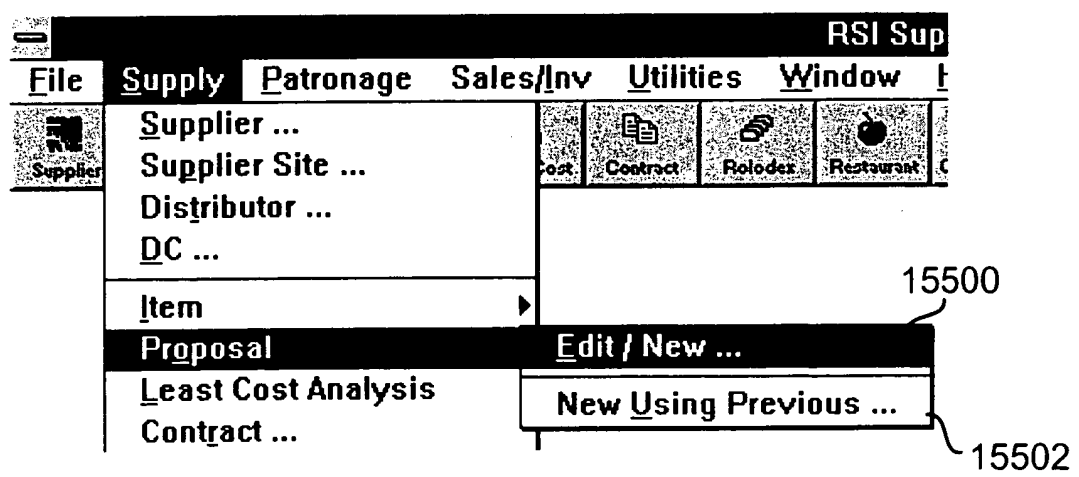 RSI Sup
File Supply Patronage Sales/Inv Utilities Window H
Supplier Cost Contract Rolodex Restaurant
Supplier ...
Supplier Site ...
Distributor ...
DC ...
15500
Item
Proposal Edit / New ...
Least Cost Analysis New Using Previous ...
Contract ...
15502